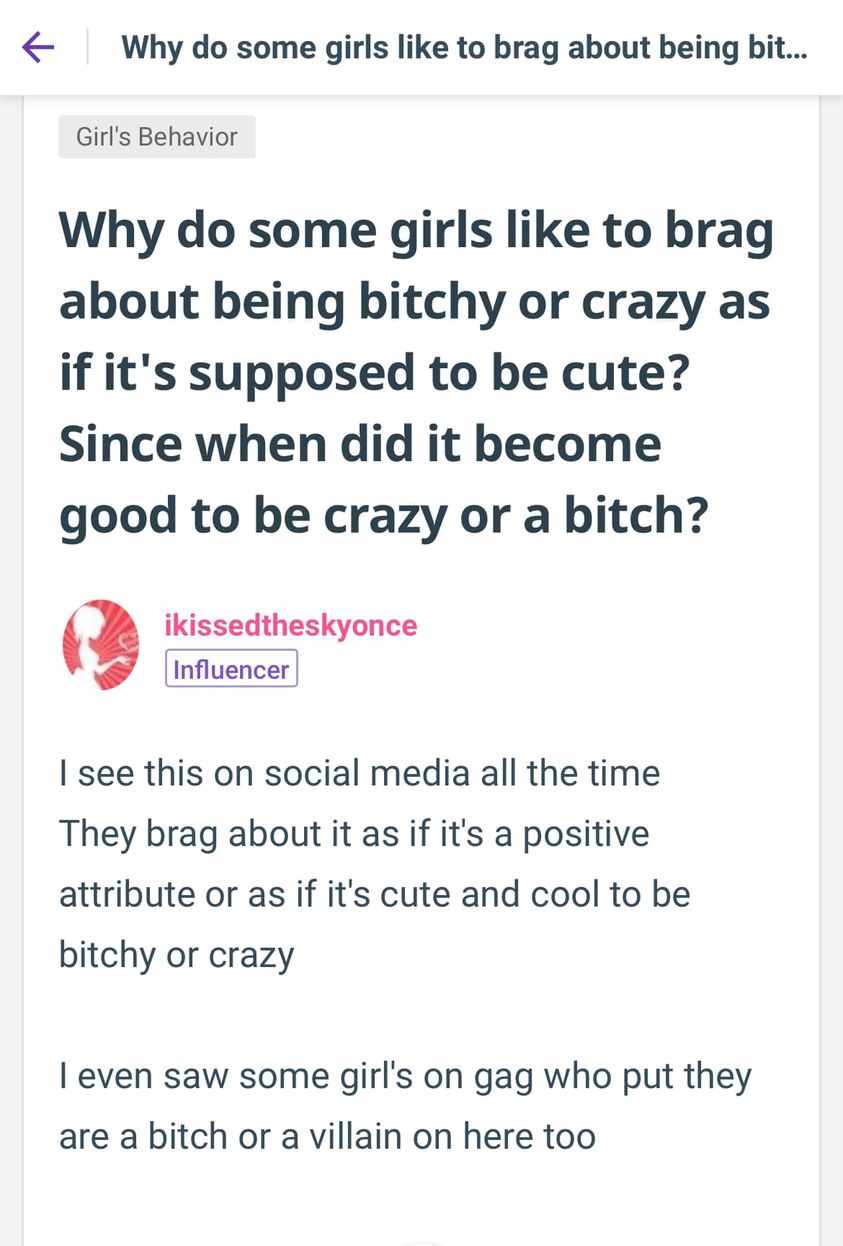 Why do some girls like to brag about being bit...
Girl's Behavior
Why do some girls like to brag
about being bitchy or crazy as
if it's supposed to be cute?
Since when did it become
good to be crazy or a bitch?
ikissedtheskyonce
Influencer
I see this on social media all the time
They brag about it as if it's a positive
attribute or as if it's cute and cool to be
bitchy or crazy
I even saw some girl's on gag who put they
are a bitch or a villain on here too